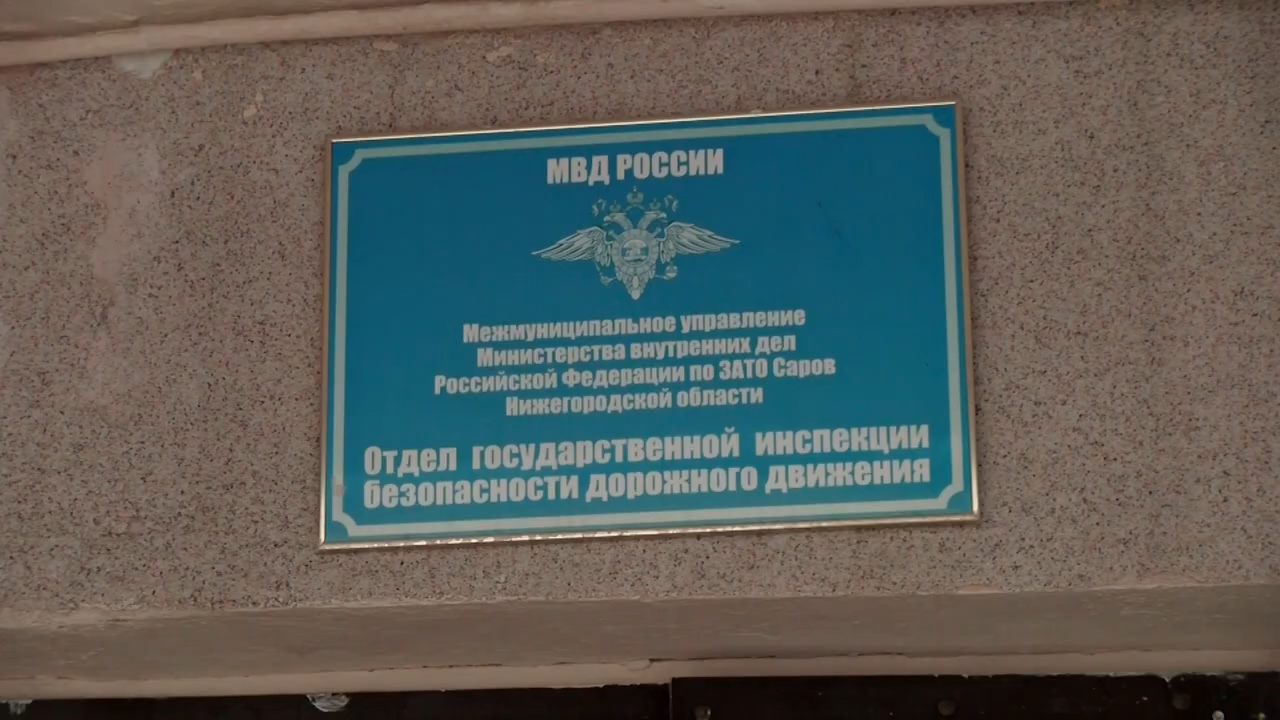 МВД РОССИИ
Межмуниципальное управление
Министерства внутренних дел
Российской Федерации по ЗАТО Саров
Нижегородской области
Отдел государственной инспекции
безопасности дорожного движения